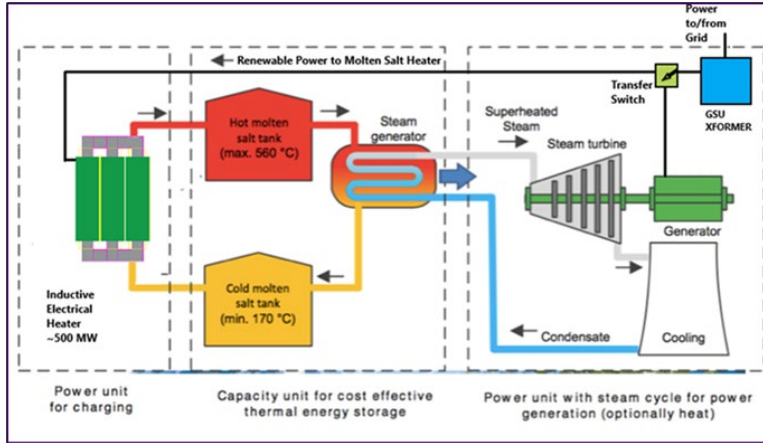 Power
to/from
Grid
Renewable Power to Molten Salt Heater
Transfer
Switch
GSU
XFORMER
Hot molten
salt tank
(max. 560 °C)
Steam
generator
Superheated
Steam
Steam turbine
Generator
Cold molten
salt tank
(min. 170 °C)
Inductive
Electrical
Heater
~500 MW
Condensate
Cooling
Power unit
for charging
Capacity unit for cost effective
thermal energy storage
Power unit with steam cycle for power
generation (optionally heat)